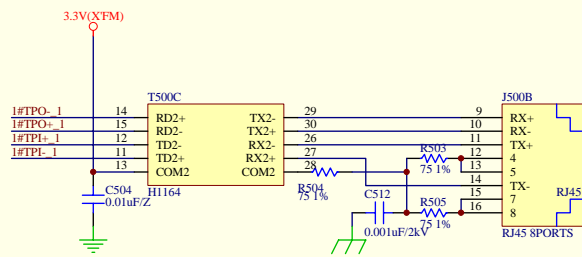 3.3V(X'FM)
T500C
J500B
1#TPO-_1 14 RD2+ TX2- 29 9 RX+
1#TPO+_1 15 RD2- TX2+ 30 10 RX-
1#TPI+_1 12 TD2- RX2- 26 11 TX+
1#TPI-_1 11 TD2+ RX2+ 27 R503 12 4
13 COM2 COM2 28 75 1% 13 5
C504 H1164 R504 14 TX-
0.01uF/Z 75 1% C512 R505 15 7 RJ45
16 8
0.001uF/2kV 75 1% RJ45 8PORTS